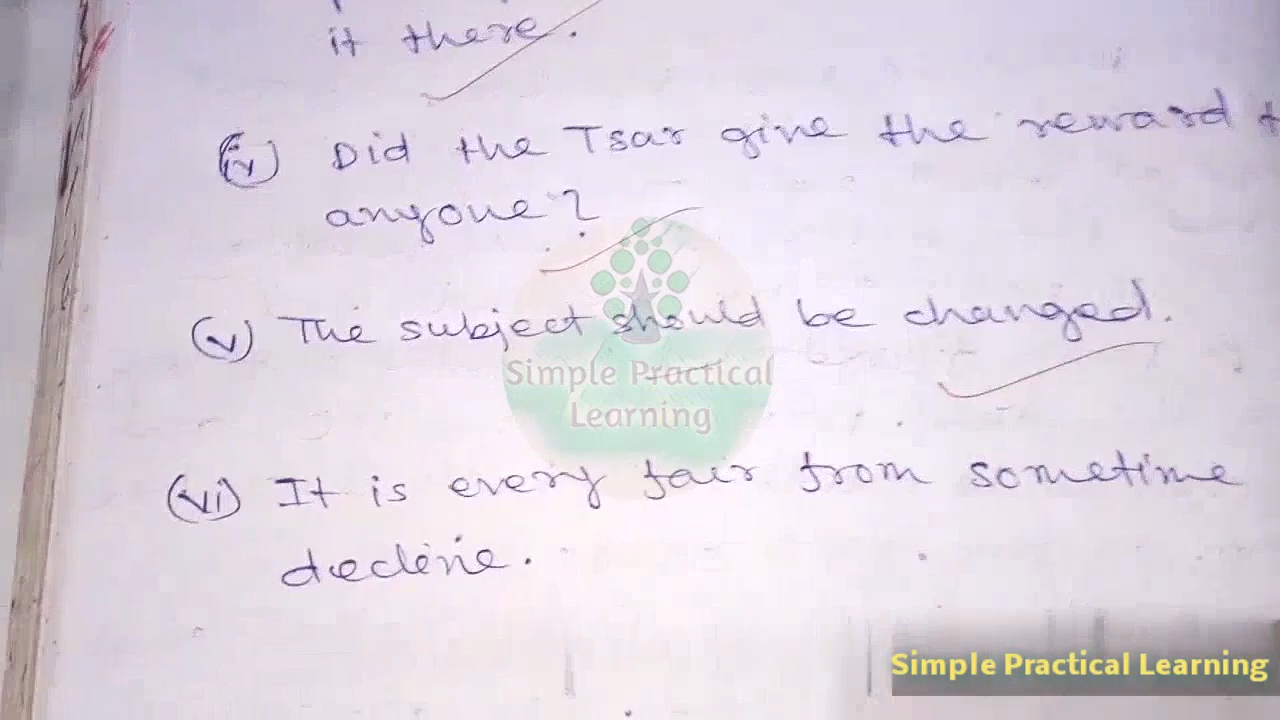 it there.
(iv) Did the Tsar give the reward
anyone?
(v) The subject should be changed.
(vi) It is every fair from sometime
decline.
Simple Practical
Learning
Simple Practical Learning